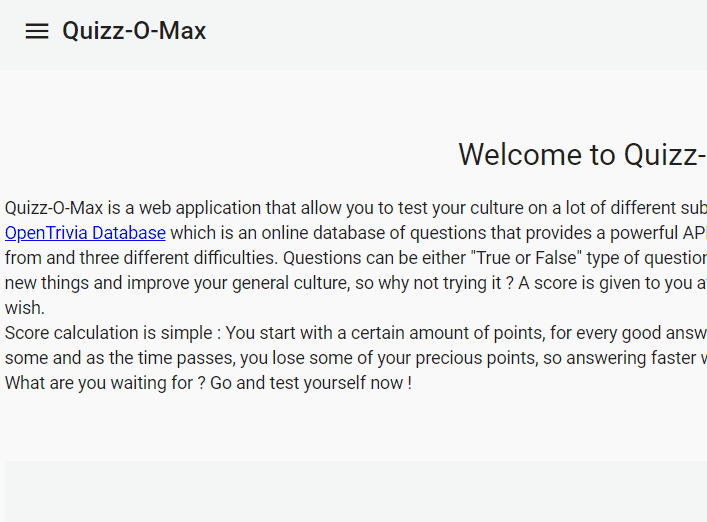 Quizz-O-Max
Welcome to Quizz-
Quizz-O-Max is a web application that allow you to test your culture on a lot of different sub
OpenTrivia Database which is an online database of questions that provides a powerful API
from and three different difficulties. Questions can be either "True or False" type of question
new things and improve your general culture, so why not trying it ? A score is given to you a
wish.
Score calculation is simple : You start with a certain amount of points, for every good answ
some and as the time passes, you lose some of your precious points, so answering faster w
What are you waiting for ? Go and test yourself now !